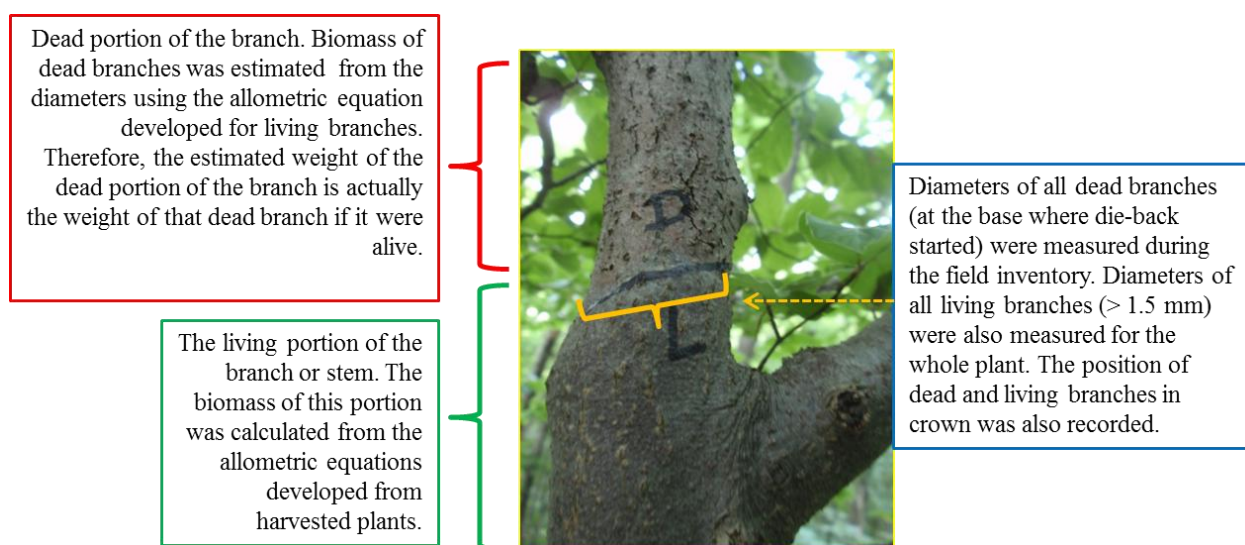 Dead portion of the branch. Biomass of
dead branches was estimated from the
diameters using the allometric equation
developed for living branches.
Therefore, the estimated weight of the
dead portion of the branch is actually
the weight of that dead branch if it were
alive.
The living portion of the
branch or stem. The
biomass of this portion
was calculated from the
allometric equations
developed from
harvested plants.
D
L
Diameters of all dead branches
(at the base where die-back
started) were measured during
the field inventory. Diameters of
all living branches (> 1.5 mm)
were also measured for the
whole plant. The position of
dead and living branches in
crown was also recorded.